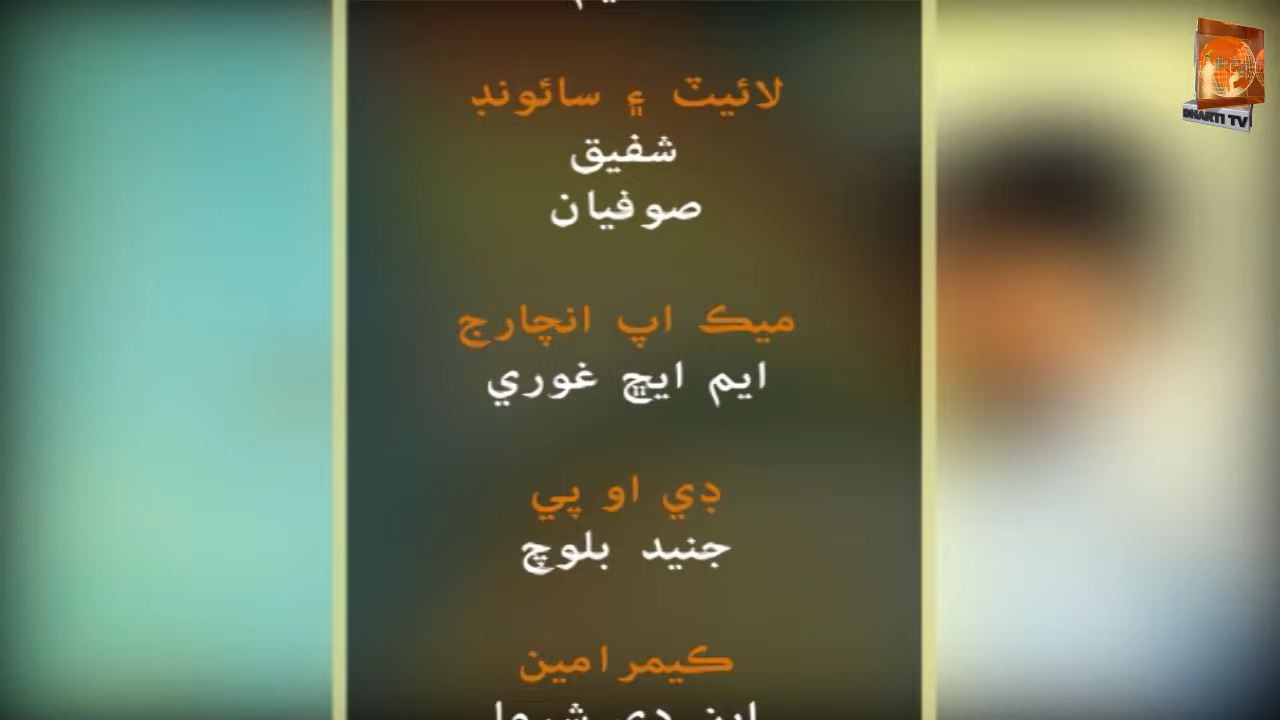 DHARTI TV
لائيٽ ۽ سائونڊ
شفيق
صوفيان
ميڪ اپ انچارج
ايم ايڇ غوري
ڊي او پي
جنيد بلوچ
ڪيمرامين